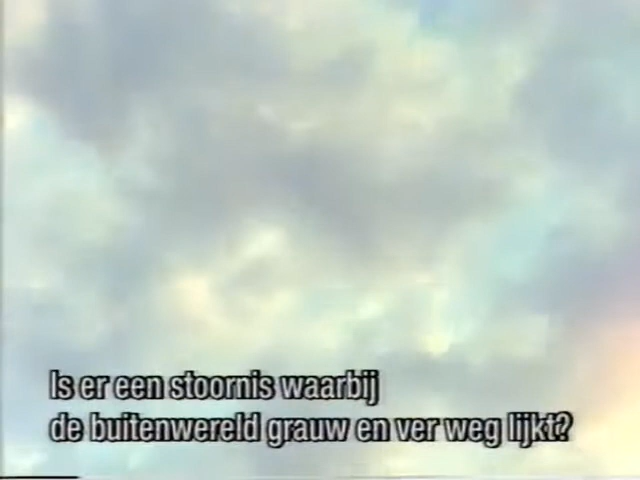 Is er een stoornis waarbij
de buitenwereld grauw en ver weg lijkt?